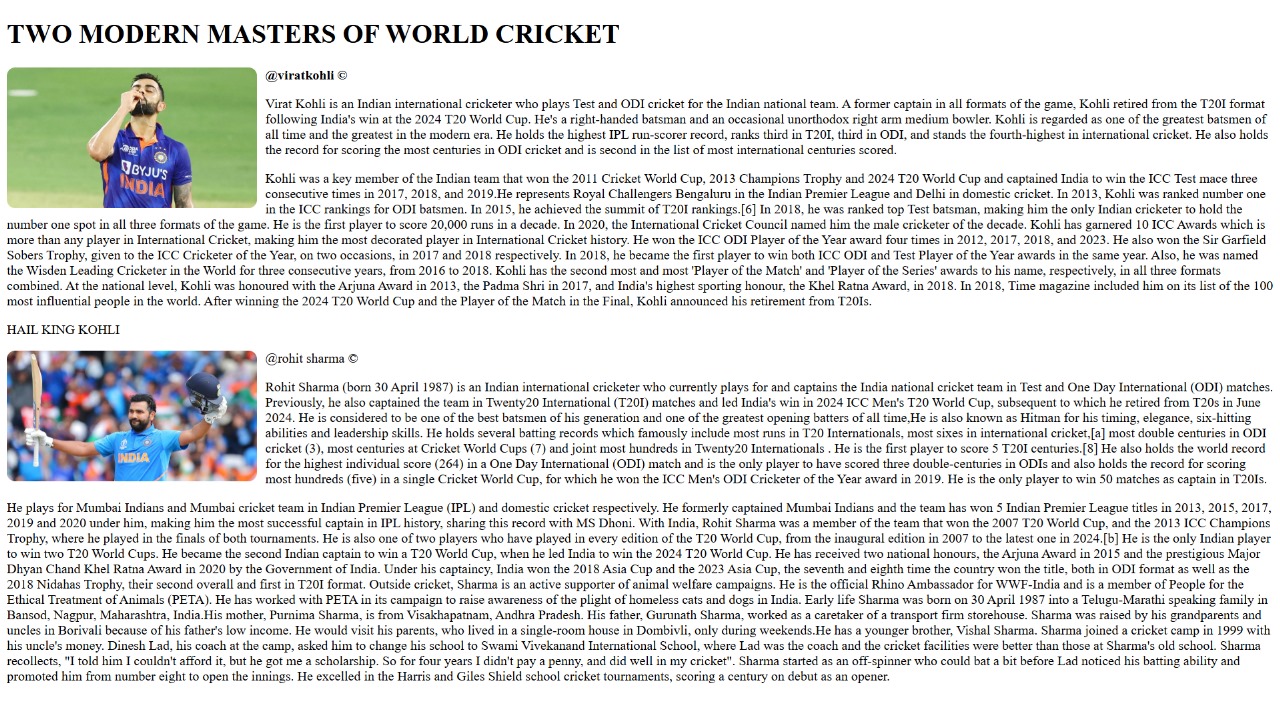 TWO MODERN MASTERS OF WORLD CRICKET
@viratkohli ©
Virat Kohli is an Indian international cricketer who plays Test and ODI cricket for the Indian national team. A former captain in all formats of the game, Kohli retired from the T20I format
following India's win at the 2024 T20 World Cup. He's a right-handed batsman and an occasional unorthodox right arm medium bowler. Kohli is regarded as one of the greatest batsmen of
all time and the greatest in the modern era. He holds the highest IPL run-scorer record, ranks third in T20I, third in ODI, and stands the fourth-highest in international cricket. He also holds
the record for scoring the most centuries in ODI cricket and is second in the list of most international centuries scored.
BYJU'S
INDIA
Kohli was a key member of the Indian team that won the 2011 Cricket World Cup, 2013 Champions Trophy and 2024 T20 World Cup and captained India to win the ICC Test mace three
consecutive times in 2017, 2018, and 2019.He represents Royal Challengers Bengaluru in the Indian Premier League and Delhi in domestic cricket. In 2013, Kohli was ranked number one
in the ICC rankings for ODI batsmen. In 2015, he achieved the summit of T20I rankings.[6] In 2018, he was ranked top Test batsman, making him the only Indian cricketer to hold the
number one spot in all three formats of the game. He is the first player to score 20,000 runs in a decade. In 2020, the International Cricket Council named him the male cricketer of the decade. Kohli has garnered 10 ICC Awards which is
more than any player in International Cricket, making him the most decorated player in International Cricket history. He won the ICC ODI Player of the Year award four times in 2012, 2017, 2018, and 2023. He also won the Sir Garfield
Sobers Trophy, given to the ICC Cricketer of the Year, on two occasions, in 2017 and 2018 respectively. In 2018, he became the first player to win both ICC ODI and Test Player of the Year awards in the same year. Also, he was named
the Wisden Leading Cricketer in the World for three consecutive years, from 2016 to 2018. Kohli has the second most and most 'Player of the Match' and 'Player of the Series' awards to his name, respectively, in all three formats
combined. At the national level, Kohli was honoured with the Arjuna Award in 2013, the Padma Shri in 2017, and India's highest sporting honour, the Khel Ratna Award, in 2018. In 2018, Time magazine included him on its list of the 100
most influential people in the world. After winning the 2024 T20 World Cup and the Player of the Match in the Final, Kohli announced his retirement from T20Is.
HAIL KING KOHLI
@rohit sharma ©
Rohit Sharma (born 30 April 1987) is an Indian international cricketer who currently plays for and captains the India national cricket team in Test and One Day International (ODI) matches.
Previously, he also captained the team in Twenty20 International (T20I) matches and led India's win in 2024 ICC Men's T20 World Cup, subsequent to which he retired from T20s in June
2024. He is considered to be one of the best batsmen of his generation and one of the greatest opening batters of all time,He is also known as Hitman for his timing, elegance, six-hitting
abilities and leadership skills. He holds several batting records which famously include most runs in T20 Internationals, most sixes in international cricket,[a] most double centuries in ODI
cricket (3), most centuries at Cricket World Cups (7) and joint most hundreds in Twenty20 Internationals . He is the first player to score 5 T20I centuries.[8] He also holds the world record
for the highest individual score (264) in a One Day International (ODI) match and is the only player to have scored three double-centuries in ODIs and also holds the record for scoring
most hundreds (five) in a single Cricket World Cup, for which he won the ICC Men's ODI Cricketer of the Year award in 2019. He is the only player to win 50 matches as captain in T20Is.
INDIA
He plays for Mumbai Indians and Mumbai cricket team in Indian Premier League (IPL) and domestic cricket respectively. He formerly captained Mumbai Indians and the team has won 5 Indian Premier League titles in 2013, 2015, 2017,
2019 and 2020 under him, making him the most successful captain in IPL history, sharing this record with MS Dhoni. With India, Rohit Sharma was a member of the team that won the 2007 T20 World Cup, and the 2013 ICC Champions
Trophy, where he played in the finals of both tournaments. He is also one of two players who have played in every edition of the T20 World Cup, from the inaugural edition in 2007 to the latest one in 2024.[b] He is the only Indian player
to win two T20 World Cups. He became the second Indian captain to win a T20 World Cup, when he led India to win the 2024 T20 World Cup. He has received two national honours, the Arjuna Award in 2015 and the prestigious Major
Dhyan Chand Khel Ratna Award in 2020 by the Government of India. Under his captaincy, India won the 2018 Asia Cup and the 2023 Asia Cup, the seventh and eighth time the country won the title, both in ODI format as well as the
2018 Nidahas Trophy, their second overall and first in T20I format. Outside cricket, Sharma is an active supporter of animal welfare campaigns. He is the official Rhino Ambassador for WWF-India and is a member of People for the
Ethical Treatment of Animals (PETA). He has worked with PETA in its campaign to raise awareness of the plight of homeless cats and dogs in India. Early life Sharma was born on 30 April 1987 into a Telugu-Marathi speaking family in
Bansod, Nagpur, Maharashtra, India.His mother, Purnima Sharma, is from Visakhapatnam, Andhra Pradesh. His father, Gurunath Sharma, worked as a caretaker of a transport firm storehouse. Sharma was raised by his grandparents and
uncles in Borivali because of his father's low income. He would visit his parents, who lived in a single-room house in Dombivli, only during weekends.He has a younger brother, Vishal Sharma. Sharma joined a cricket camp in 1999 with
his uncle's money. Dinesh Lad, his coach at the camp, asked him to change his school to Swami Vivekanand International School, where Lad was the coach and the cricket facilities were better than those at Sharma's old school. Sharma
recollects, "I told him I couldn't afford it, but he got me a scholarship. So for four years I didn't pay a penny, and did well in my cricket". Sharma started as an off-spinner who could bat a bit before Lad noticed his batting ability and
promoted him from number eight to open the innings. He excelled in the Harris and Giles Shield school cricket tournaments, scoring a century on debut as an opener.